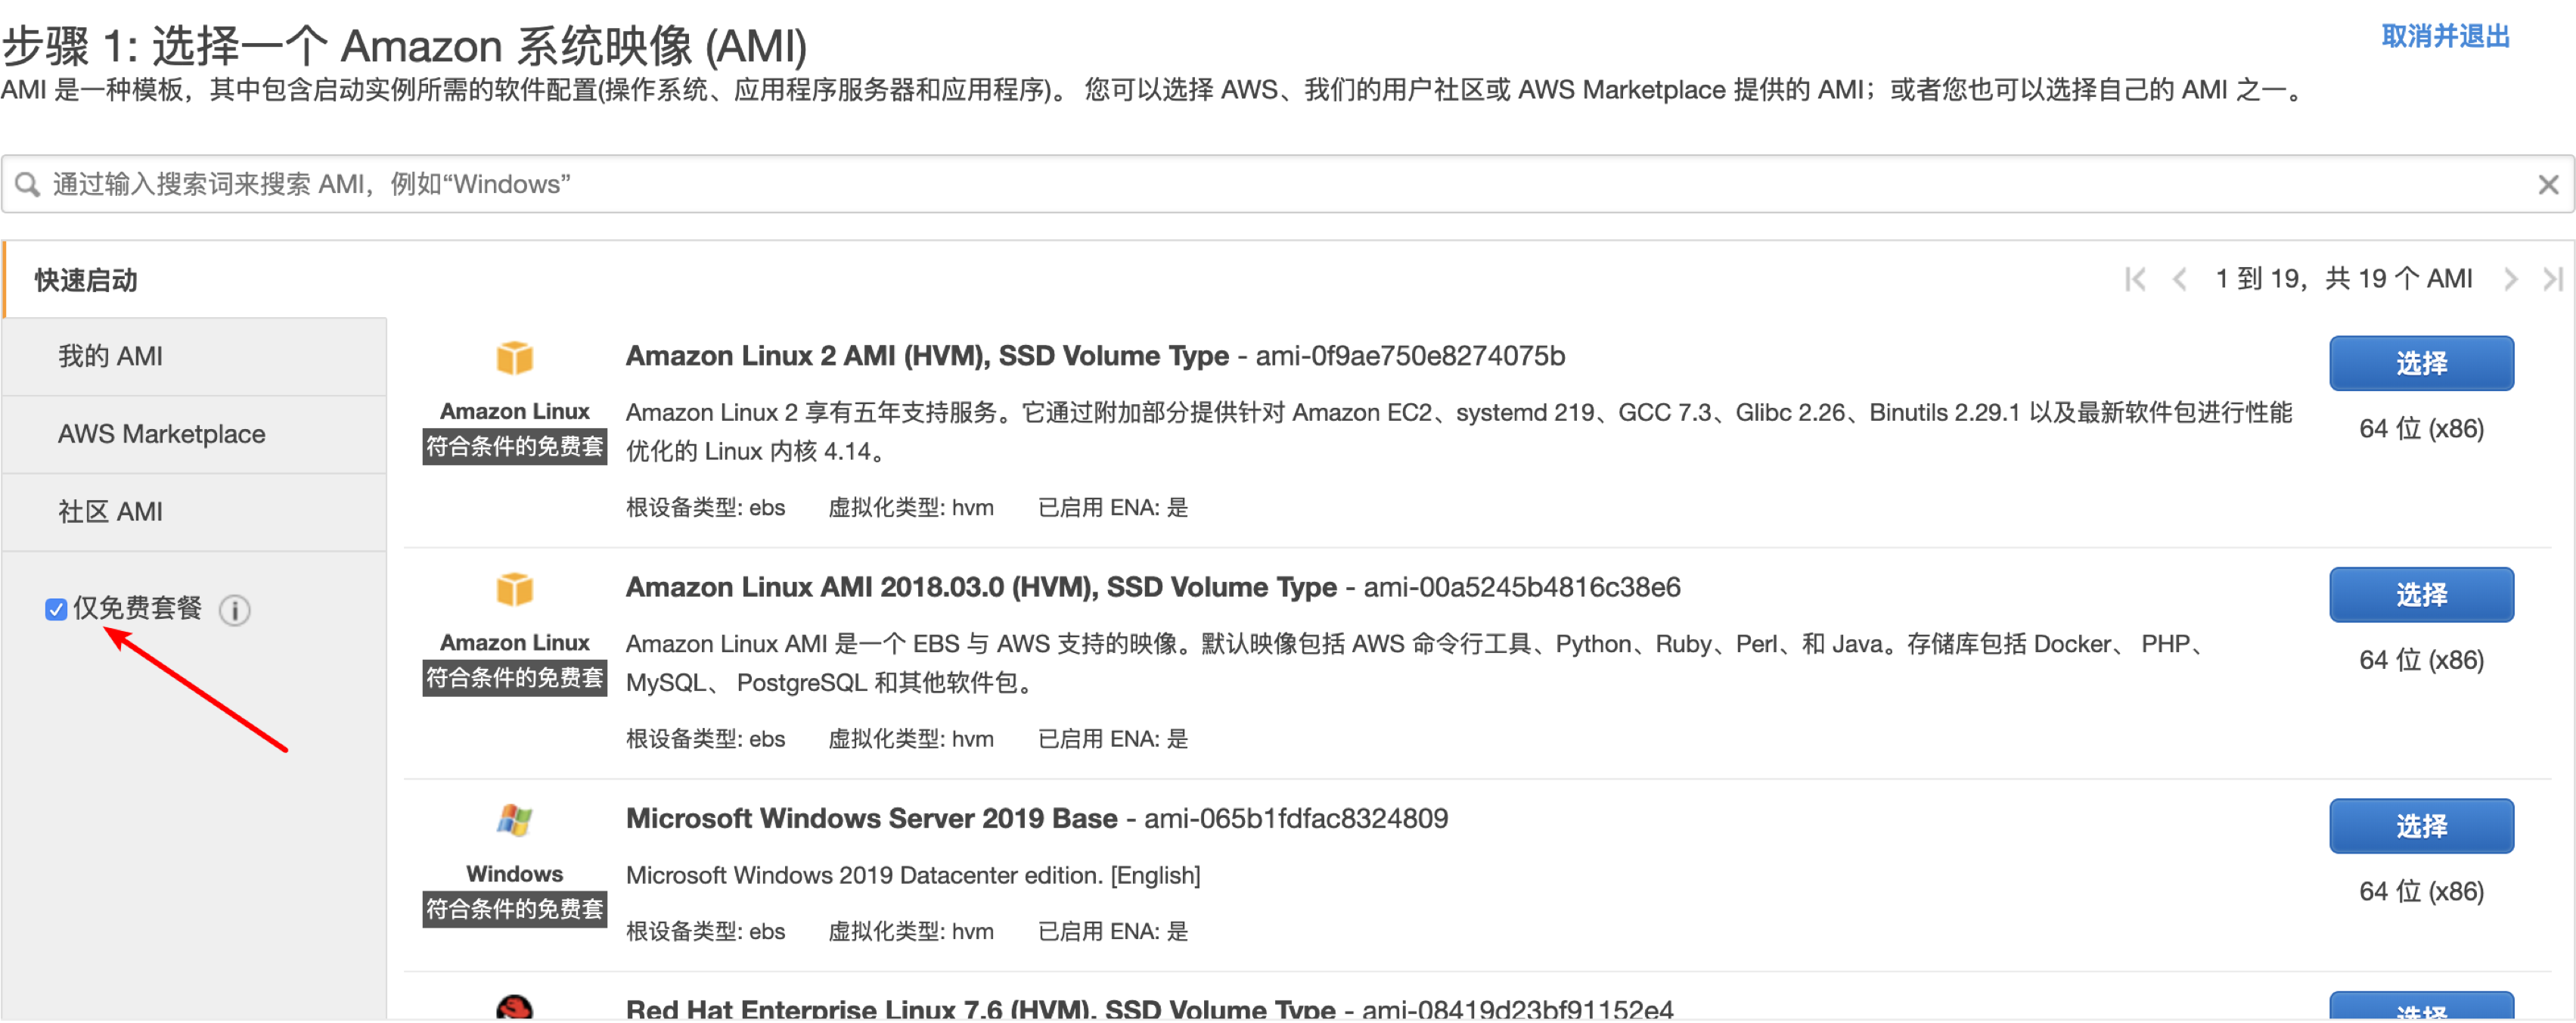 步骤 1: 选择一个 Amazon 系统映像 (AMI)
取消并退出
AMI 是一种模板，其中包含启动实例所需的软件配置(操作系统、应用程序服务器和应用程序)。 您可以选择 AWS、我们的用户社区或 AWS Marketplace 提供的 AMI；或者您也可以选择自己的 AMI 之一。
通过输入搜索词来搜索 AMI，例如“Windows”
快速启动
1 到 19，共 19 个 AMI
我的 AMI
AWS Marketplace
社区 AMI
仅免费套餐
Amazon Linux
符合条件的免费套
Amazon Linux 2 AMI (HVM), SSD Volume Type - ami-0f9ae750e8274075b
Amazon Linux 2 享有五年支持服务。它通过附加部分提供针对 Amazon EC2、systemd 219、GCC 7.3、Glibc 2.26、Binutils 2.29.1 以及最新软件包进行性能
优化的 Linux 内核 4.14。
根设备类型: ebs 虚拟化类型: hvm 已启用 ENA: 是
选择
64 位 (x86)
Amazon Linux
符合条件的免费套
Amazon Linux AMI 2018.03.0 (HVM), SSD Volume Type - ami-00a5245b4816c38e6
Amazon Linux AMI 是一个 EBS 与 AWS 支持的映像。默认映像包括 AWS 命令行工具、Python、Ruby、Perl、和 Java。存储库包括 Docker、 PHP、
MySQL、 PostgreSQL 和其他软件包。
根设备类型: ebs 虚拟化类型: hvm 已启用 ENA: 是
选择
64 位 (x86)
Windows
符合条件的免费套
Microsoft Windows Server 2019 Base - ami-065b1fdfac8324809
Microsoft Windows 2019 Datacenter edition. [English]
根设备类型: ebs 虚拟化类型: hvm 已启用 ENA: 是
选择
64 位 (x86)
Red Hat Enterprise Linux 7.6 (HVM), SSD Volume Type - ami-08419d23bf91152e4
选择